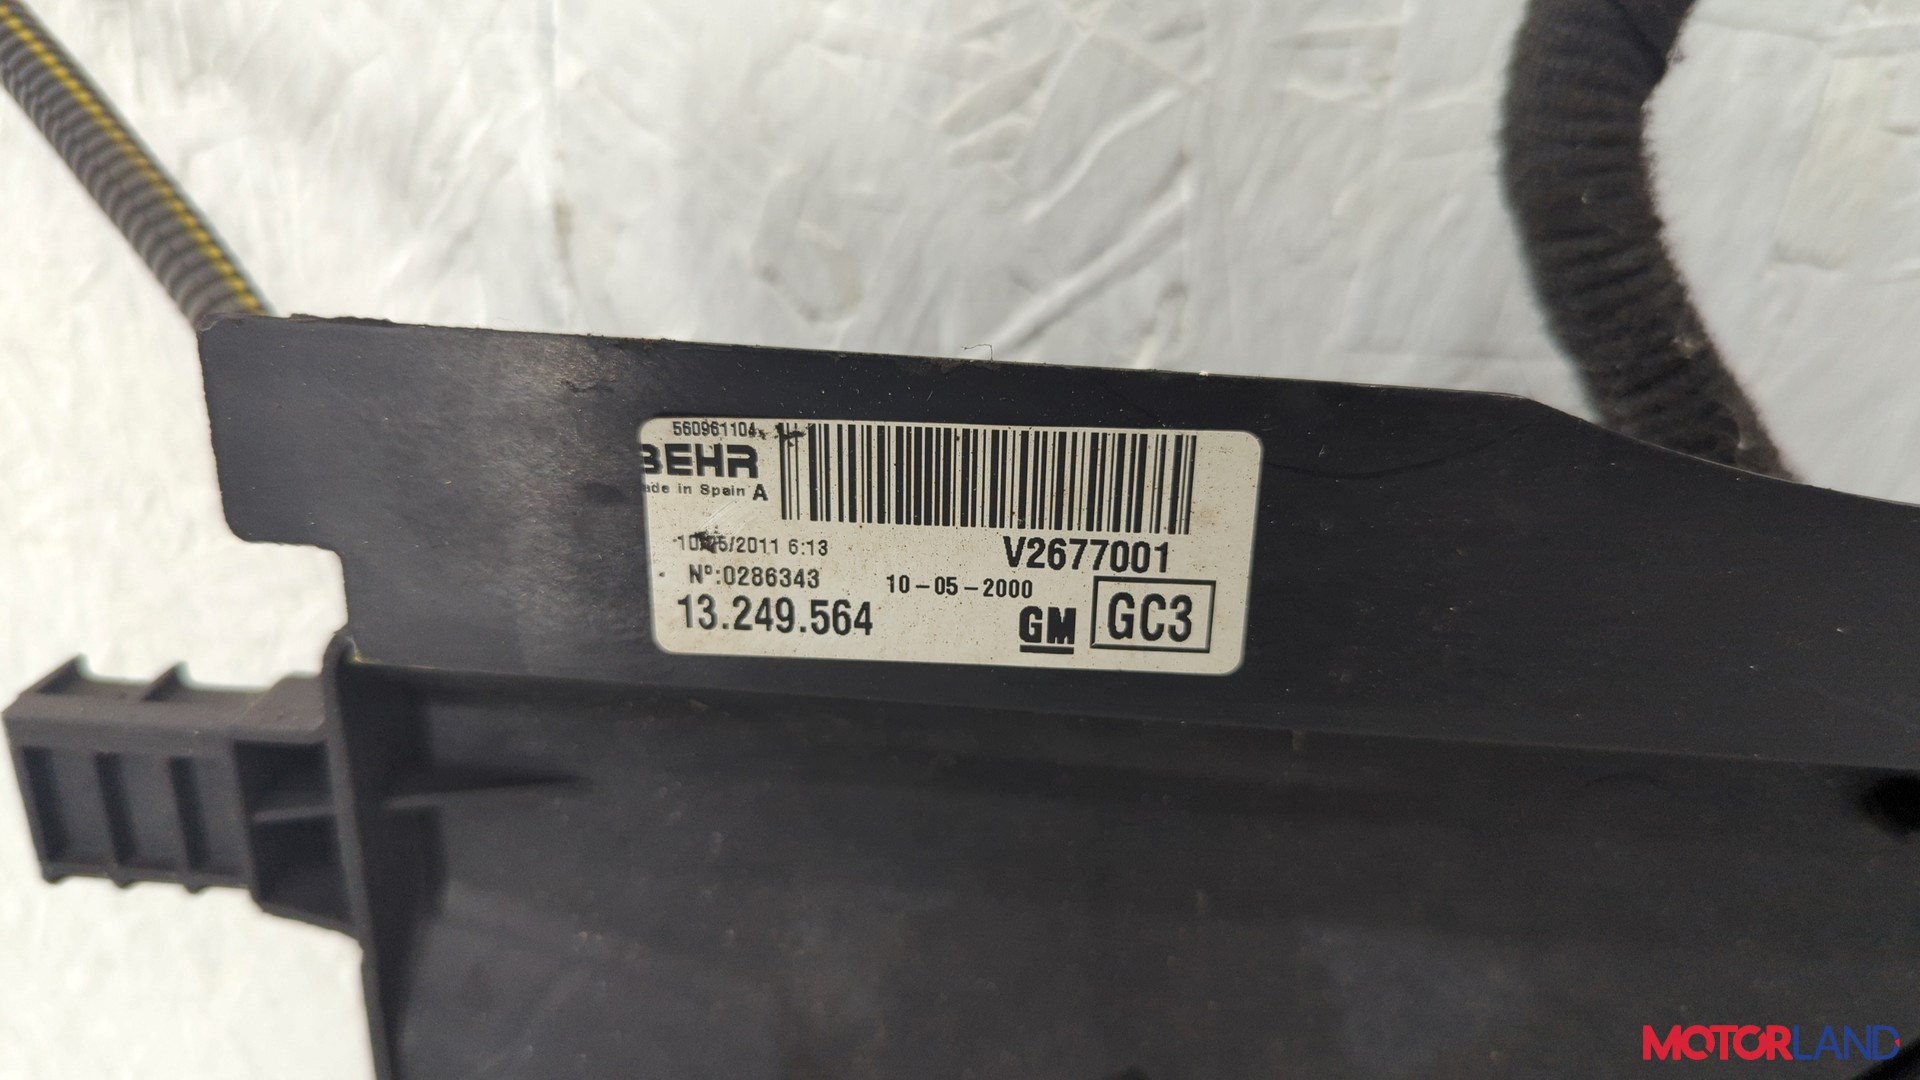 560961104
BEHR
ade in Spain A
/2011 6:13
V2677001
Nº:0286343
10-05-2000
13.249.564
GM
GC3
MOTORLAND